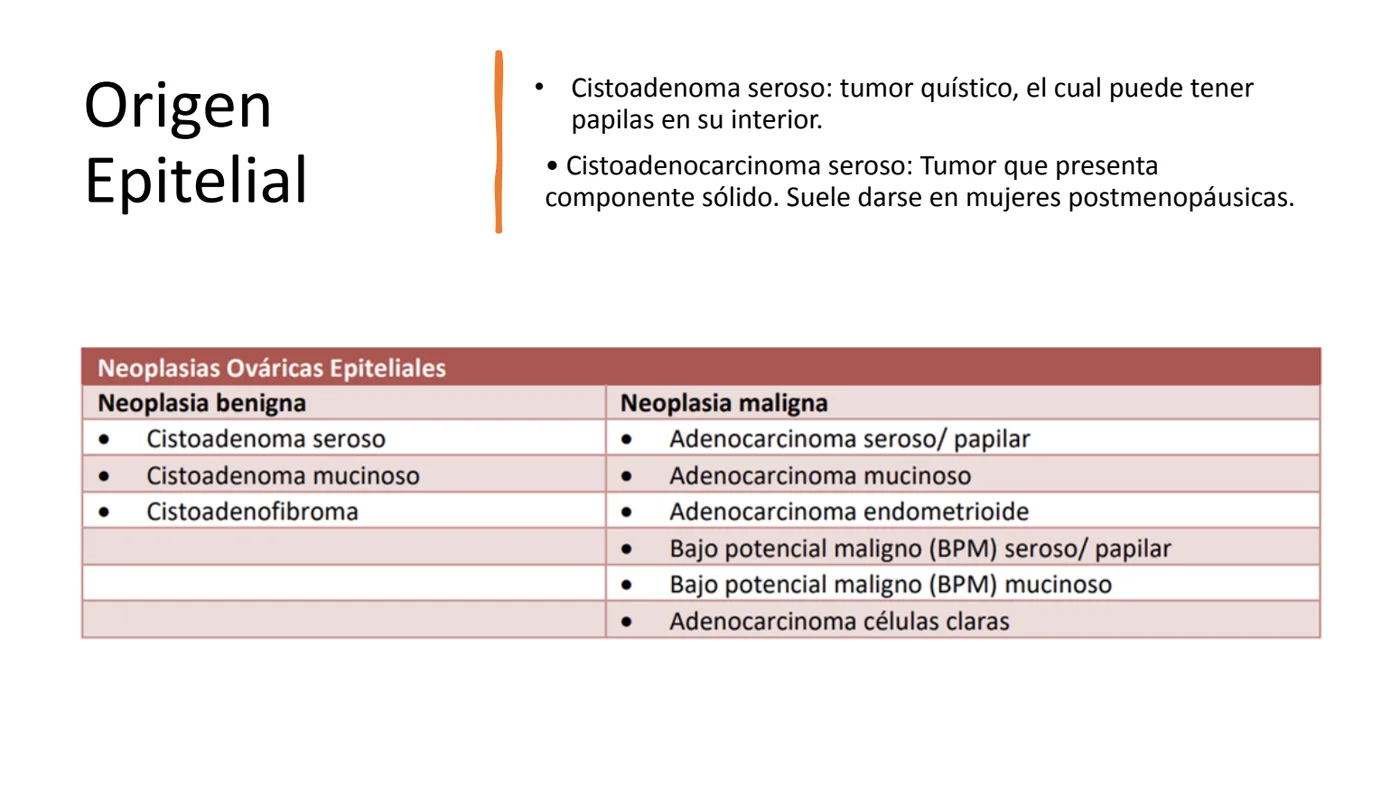 Origen
Epitelial
• Cistoadenoma seroso: tumor quístico, el cual puede tener
papilas en su interior.
• Cistoadenocarcinoma seroso: Tumor que presenta
componente sólido. Suele darse en mujeres postmenopáusicas.
Neoplasias Ováricas Epiteliales
Neoplasia benigna Neoplasia maligna
• Cistoadenoma seroso • Adenocarcinoma seroso/ papilar
• Cistoadenoma mucinoso • Adenocarcinoma mucinoso
• Cistoadenofibroma • Adenocarcinoma endometrioide
• Bajo potencial maligno (BPM) seroso/ papilar
• Bajo potencial maligno (BPM) mucinoso
• Adenocarcinoma células claras